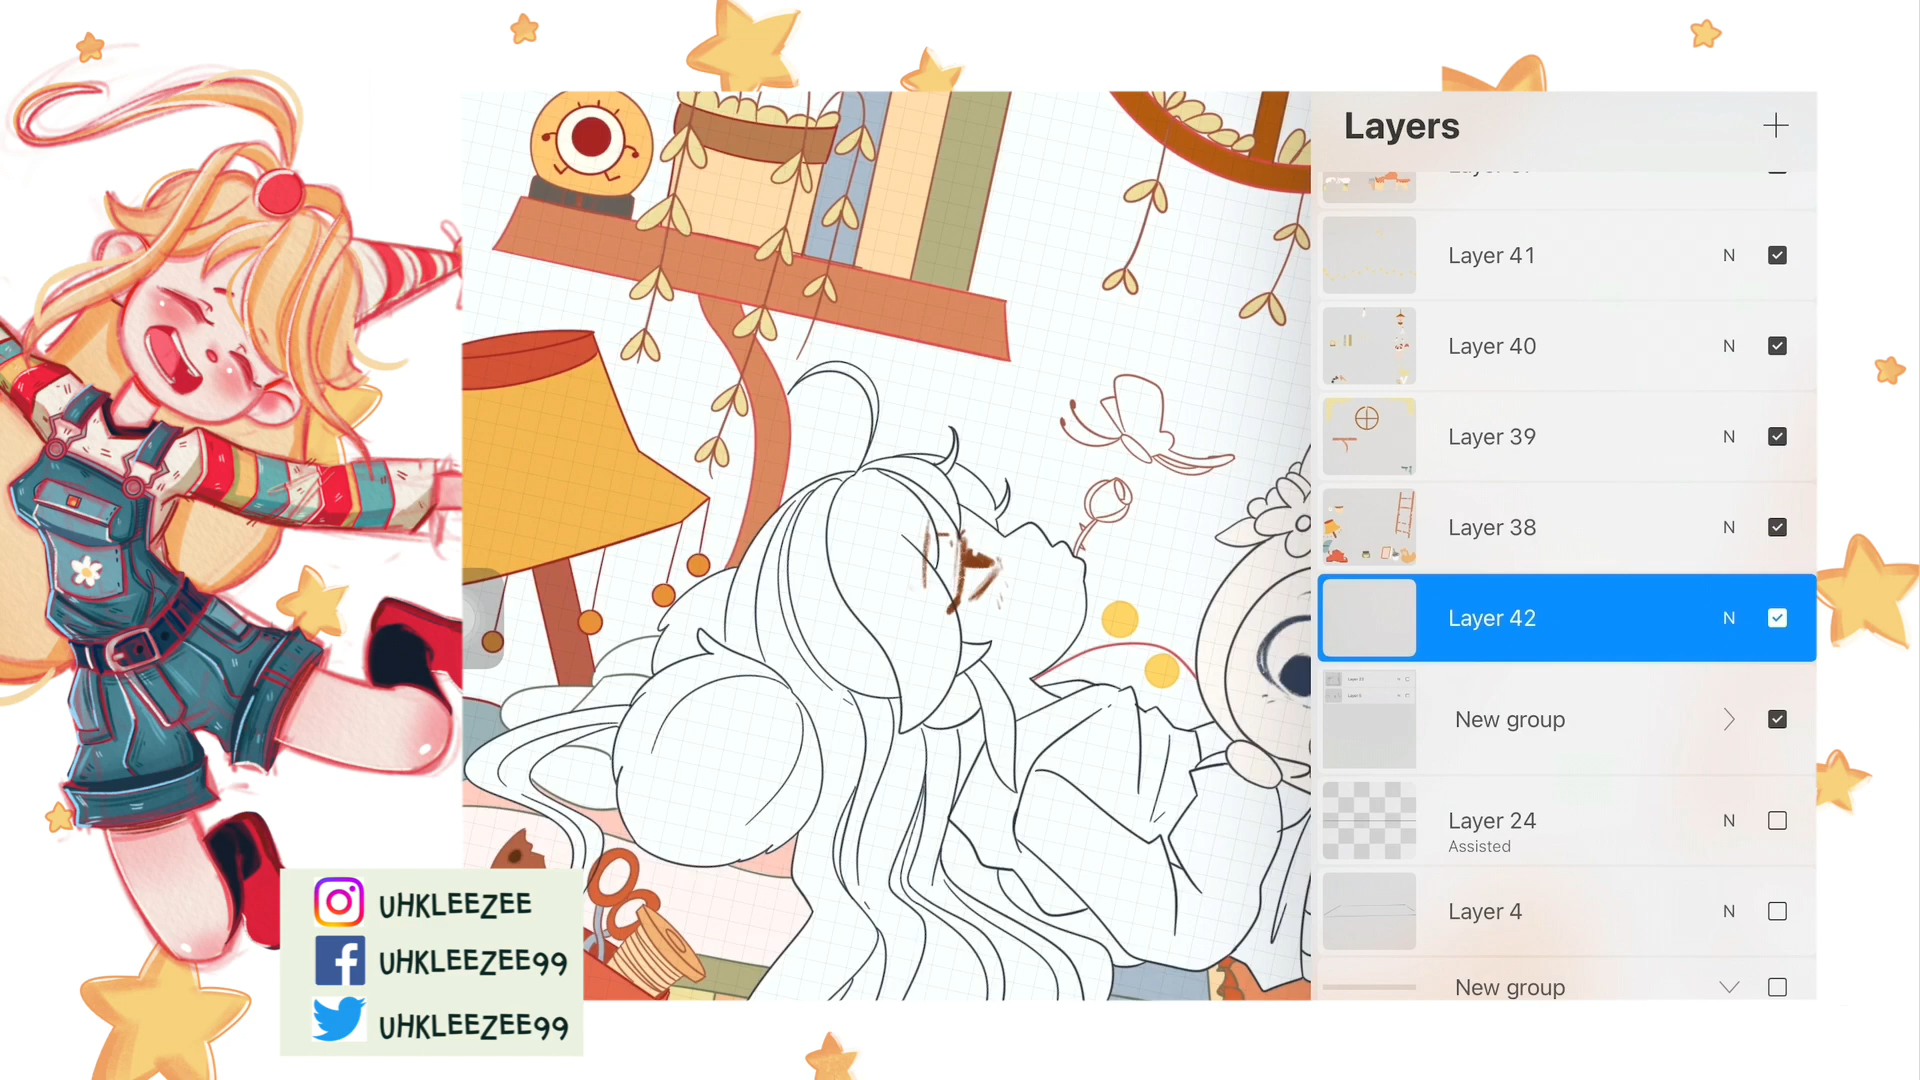 Layers
Layer 41 N
Layer 40 N
Layer 39 N
Layer 38 N
Layer 42 N
New group
Layer 24 N
Assisted
Layer 4 N
New group
UHKLEEZEE
UHKLEEZEE99
UHKLEEZEE99